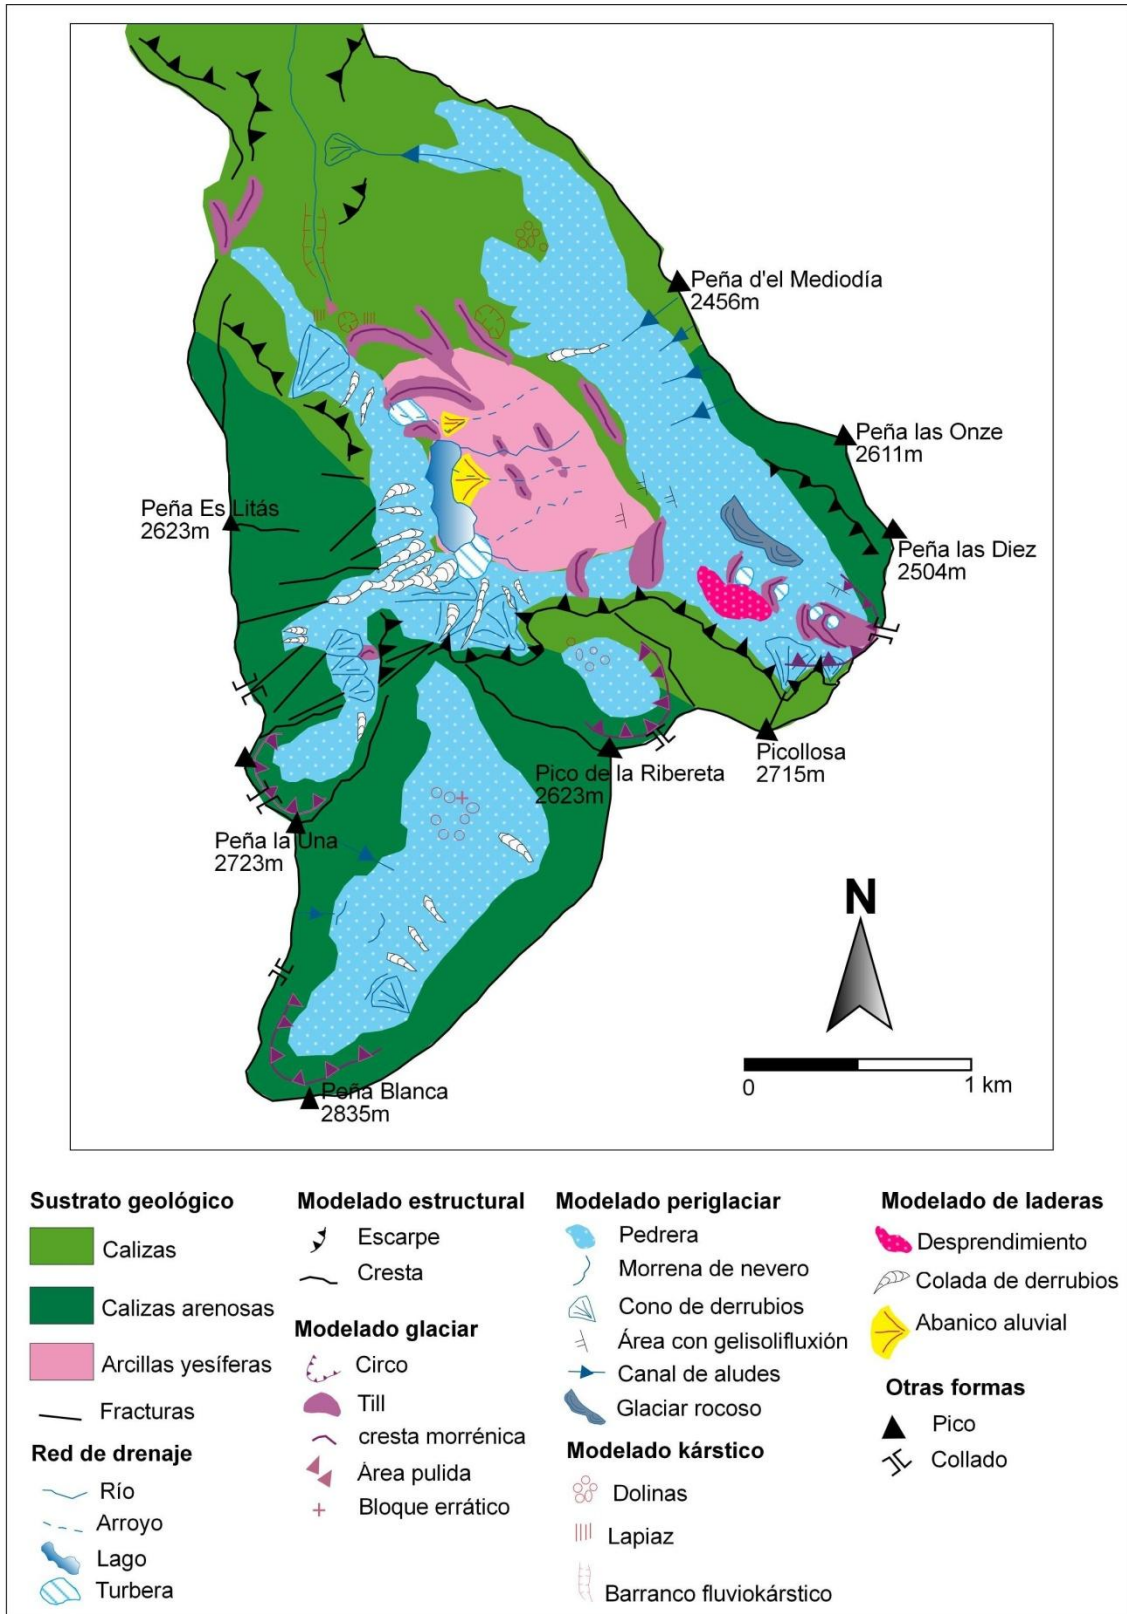 Peña d'el Mediodía
2456m
Peña las Onze
2611m
Peña Es Litás
2623m
Peña las Diez
2504m
Picollosa
2715m
Pico de la Ribereta
2623m
Peña la Una
2723m
N
Peña Blanca
2835m
0
1 km
Sustrato geológico
Calizas
Calizas arenosas
Arcillas yesíferas
Fracturas
Red de drenaje
Río
Arroyo
Lago
Turbera
Modelado estructural
Escarpe
Cresta
Modelado glaciar
Circo
Till
cresta morrénica
Área pulida
Bloque errático
Modelado periglaciar
Pedrera
Morrena de nevero
Cono de derrubios
Área con gelisolifluxión
Canal de aludes
Glaciar rocoso
Modelado kárstico
Dolinas
Lapiaz
Barranco fluviokárstico
Modelado de laderas
Desprendimiento
Colada de derrubios
Abanico aluvial
Otras formas
Pico
Collado